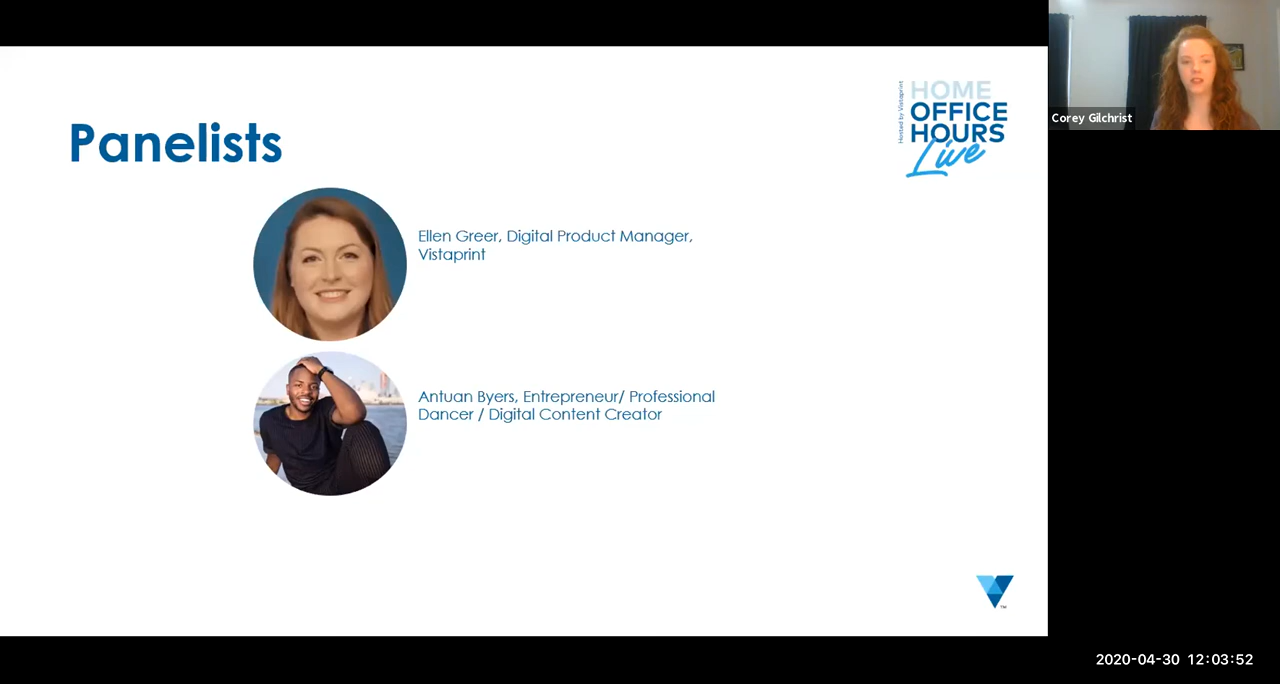 Panelists
Hosted by Vistaprint
HOME
OFFICE
HOURS
Live
Corey Gilchrist
Ellen Greer, Digital Product Manager,
Vistaprint
Antuan Byers, Entrepreneur/ Professional
Dancer / Digital Content Creator
TM
2020-04-30 12:03:52